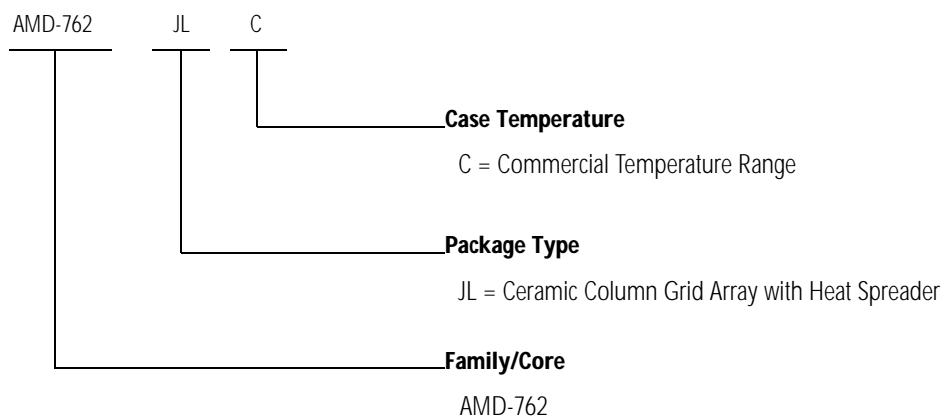 AMD-762 JL C
Case Temperature
C = Commercial Temperature Range
Package Type
JL = Ceramic Column Grid Array with Heat Spreader
Family/Core
AMD-762